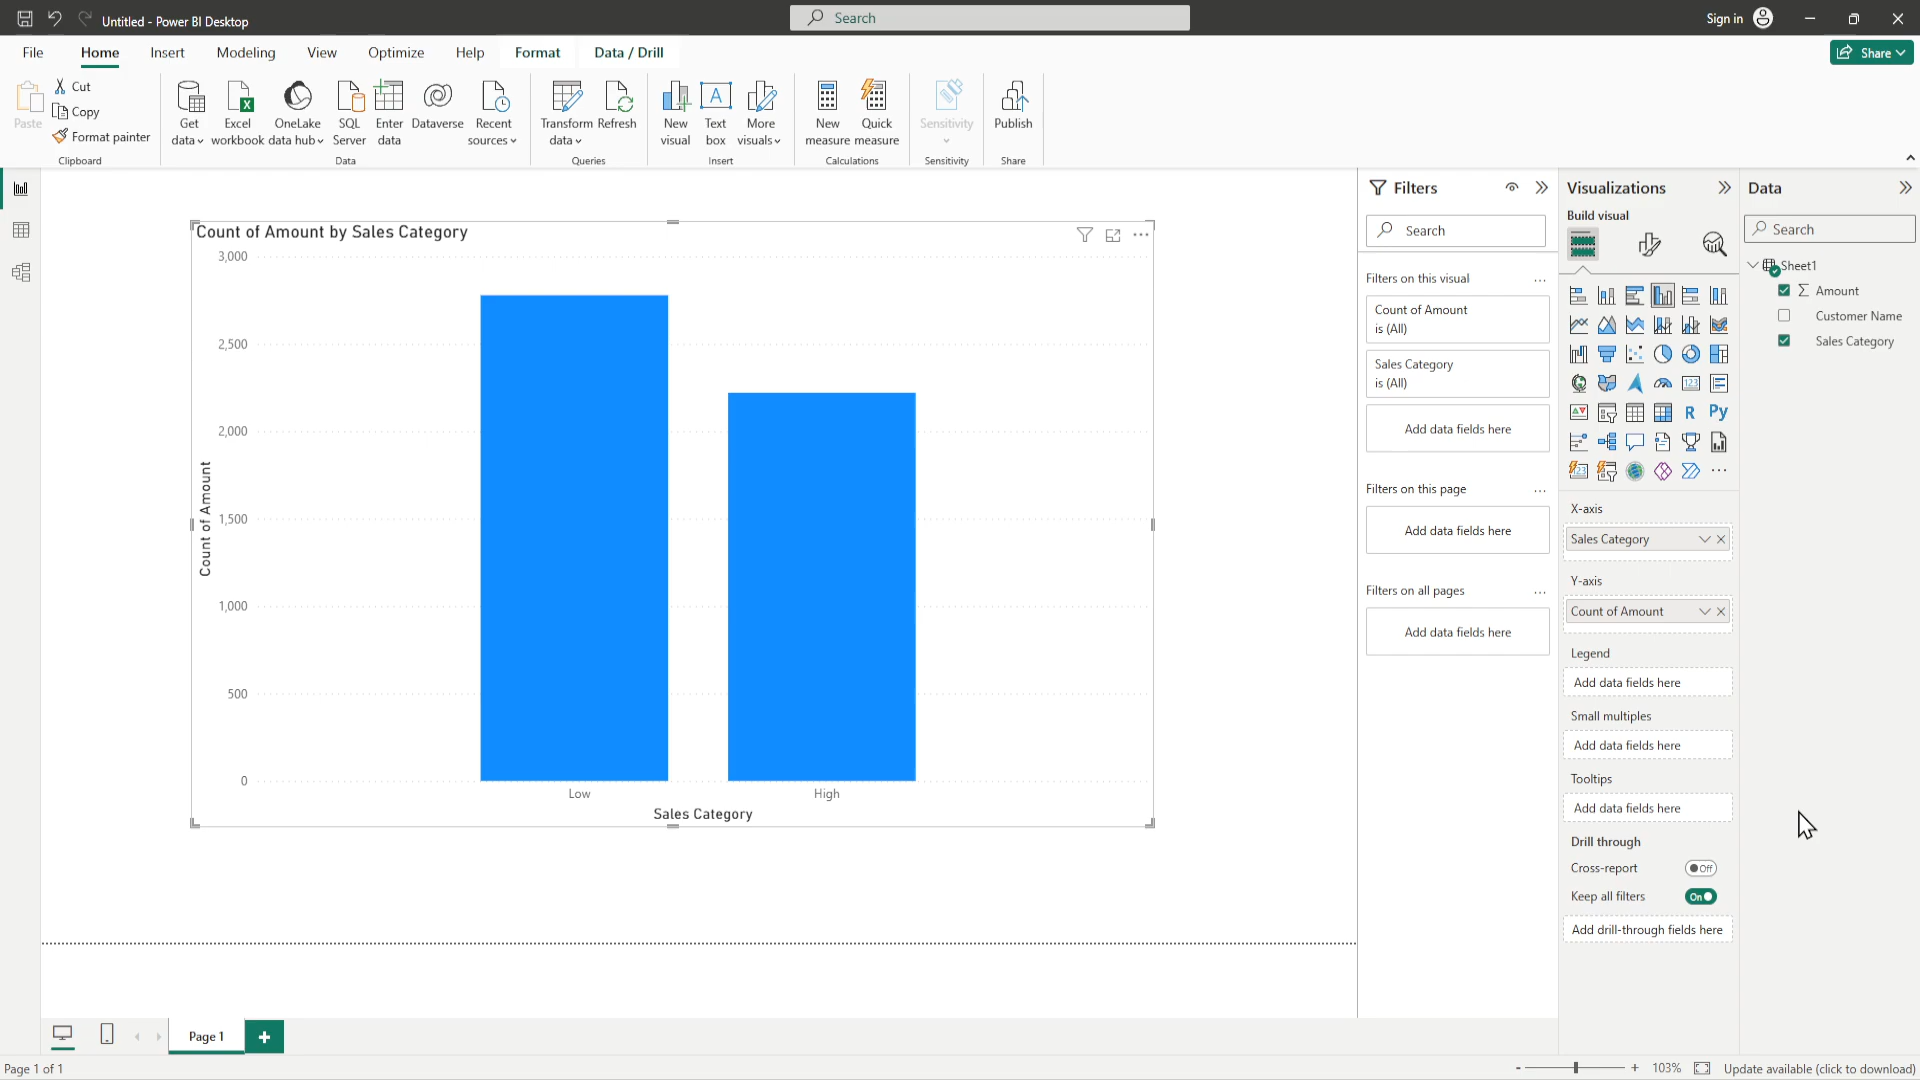 Untitled - Power BI Desktop
Search
Sign in
File
Home
Insert
Modeling
View
Optimize
Help
Format
Data / Drill
Share
Paste
Cut
Copy
Format painter
Clipboard
Get data
Excel workbook
OneLake data hub
SQL Server
Enter data
Dataverse
Recent sources
Data
Transform data
Refresh
Queries
New visual
Text box
More visuals
Insert
New measure
Quick measure
Calculations
Sensitivity
Sensitivity
Publish
Share
Count of Amount by Sales Category
3,000
2,500
2,000
1,500
1,000
500
0
Count of Amount
Low
High
Sales Category
Filters
Search
Filters on this visual
Count of Amount
is (All)
Sales Category
is (All)
Add data fields here
Filters on this page
Add data fields here
Filters on all pages
Add data fields here
Visualizations
Build visual
123
R
Py
123
X-axis
Sales Category
Y-axis
Count of Amount
Legend
Add data fields here
Small multiples
Add data fields here
Tooltips
Add data fields here
Drill through
Cross-report
Off
Keep all filters
On
Add drill-through fields here
Data
Search
Sheet1
Σ Amount
Customer Name
Sales Category
Page 1
Page 1 of 1
- + 103%
Update available (click to download)